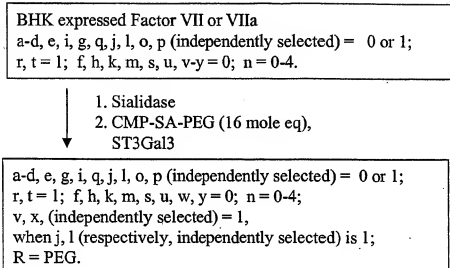 BHK expressed Factor VII or VIIa
a-d, e, i, g, q, j, l, o, p (independently selected) = 0 or 1;
r, t = 1; f, h, k, m, s, u, v-y = 0; n = 0-4.
1. Sialidase
2. CMP-SA-PEG (16 mole eq),
ST3Gal3
a-d, e, g, i, q, j, l, o, p (independently selected) = 0 or 1;
r, t = 1; f, h, k, m, s, u, w, y = 0; n = 0-4;
v, x, (independently selected) = 1,
when j, l (respectively, independently selected) is 1;
R = PEG.